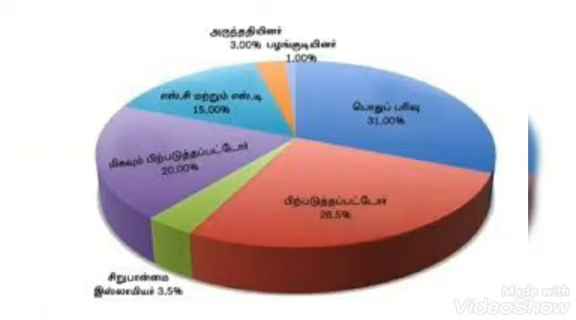 அருந்ததியினர்
3.00% பழங்குடியினர்
1.00%
எஸ்.சி மற்றும் எஸ்.டி
15.00%
பொதுப் பரிவு
31.00%
மிகவும் பிற்படுத்தப்பட்டோர்
20.00%
பிற்படுத்தப்பட்டோர்
26.5%
சிறுபான்மை
இஸ்லாமியர் 3.5%
Made with
VideoShow